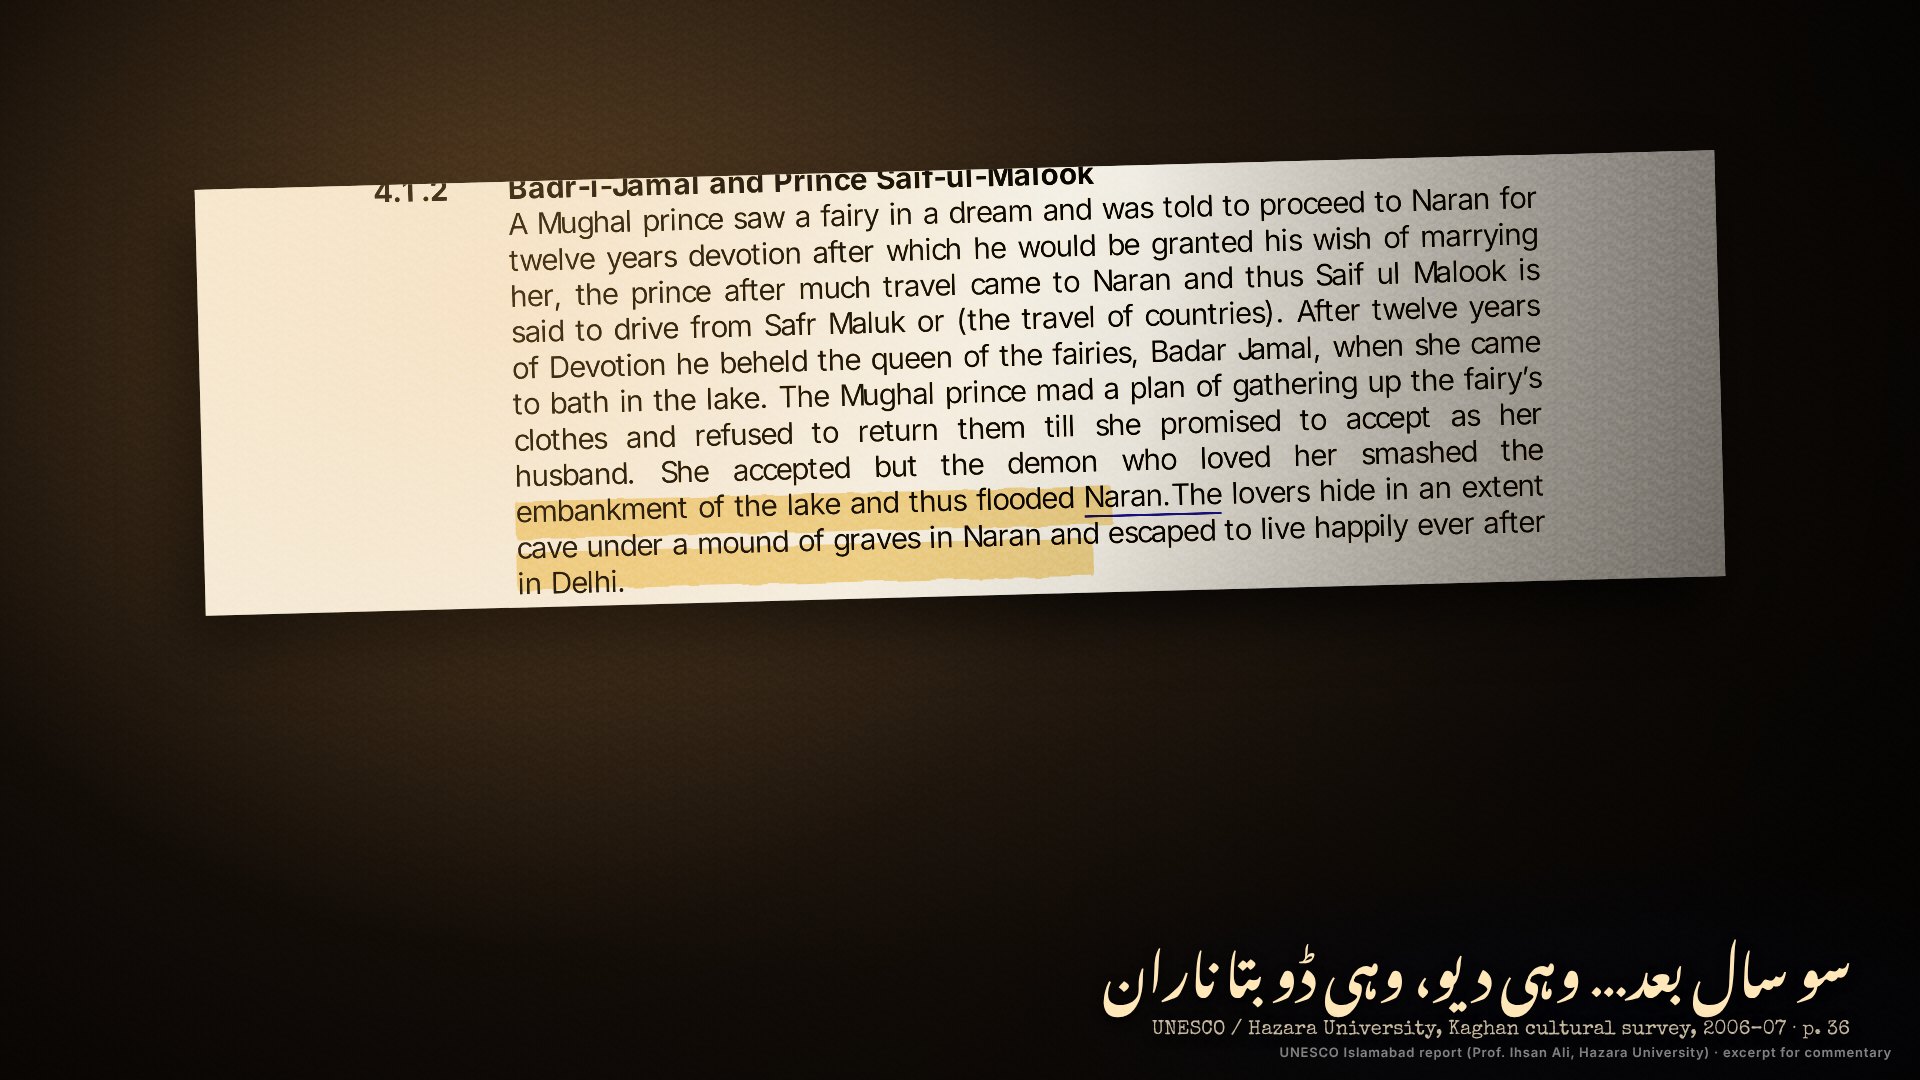 4.1.2 Badr-i-Jamal and Prince Saif-ul-Malook
A Mughal prince saw a fairy in a dream and was told to proceed to Naran for
twelve years devotion after which he would be granted his wish of marrying
her, the prince after much travel came to Naran and thus Saif ul Malook is
said to drive from Safr Maluk or (the travel of countries). After twelve years
of Devotion he beheld the queen of the fairies, Badar Jamal, when she came
to bath in the lake. The Mughal prince mad a plan of gathering up the fairy’s
clothes and refused to return them till she promised to accept as her
husband. She accepted but the demon who loved her smashed the
embankment of the lake and thus flooded Naran.The lovers hide in an extent
cave under a mound of graves in Naran and escaped to live happily ever after
in Delhi.
سو سال بعد... وہی دیو، وہی ڈوبتا ناران
UNESCO / Hazara University, Kaghan cultural survey, 2006-07 · p. 36
UNESCO Islamabad report (Prof. Ihsan Ali, Hazara University) · excerpt for commentary